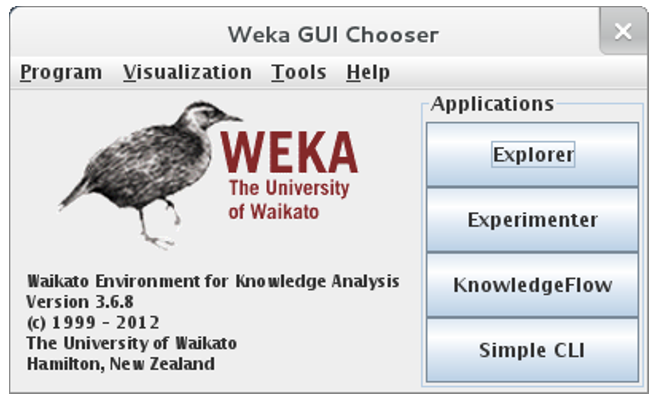 Weka GUI Chooser
Program Visualization Tools Help
WEKA
The University
of Waikato
Waikato Environment for Knowledge Analysis
Version 3.6.8
(c) 1999 - 2012
The University of Waikato
Hamilton, New Zealand
Applications
Explorer
Experimenter
KnowledgeFlow
Simple CLI